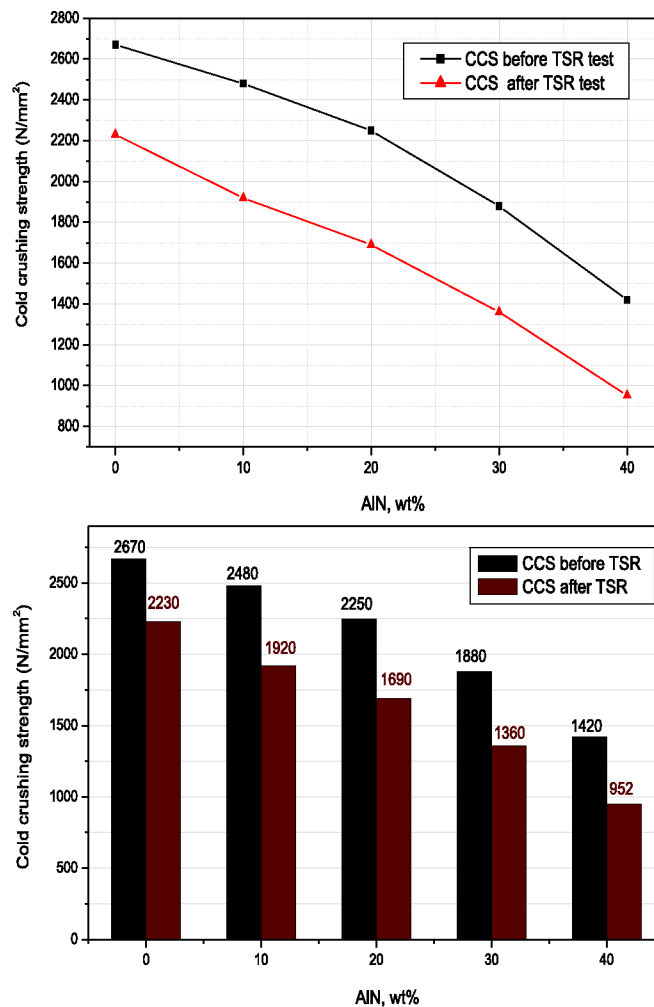 2800
2600
2400
2200
2000
1800
1600
1400
1200
1000
800
Cold crushing strength (N/mm²)
CCS before TSR test
CCS after TSR test
0 10 20 30 40
AlN, wt%
2500
2000
1500
1000
500
0
Cold crushing strength (N/mm²)
CCS before TSR
CCS after TSR
2670
2230
2480
1920
2250
1690
1880
1360
1420
952
0 10 20 30 40
AlN, wt%